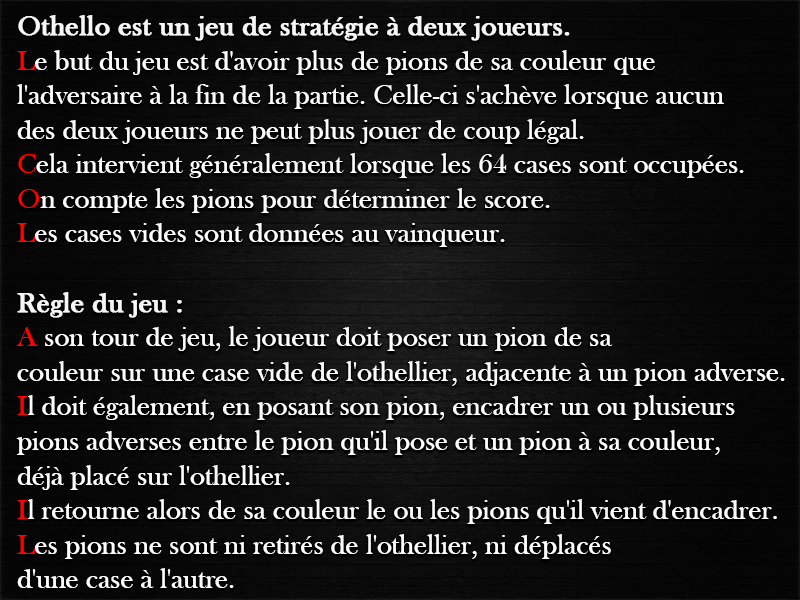 Othello est un jeu de stratégie à deux joueurs.
Le but du jeu est d'avoir plus de pions de sa couleur que
l'adversaire à la fin de la partie. Celle-ci s'achève lorsque aucun
des deux joueurs ne peut plus jouer de coup légal.
Cela intervient généralement lorsque les 64 cases sont occupées.
On compte les pions pour déterminer le score.
Les cases vides sont données au vainqueur.
Règle du jeu :
A son tour de jeu, le joueur doit poser un pion de sa
couleur sur une case vide de l'othellier, adjacente à un pion adverse.
Il doit également, en posant son pion, encadrer un ou plusieurs
pions adverses entre le pion qu'il pose et un pion à sa couleur,
déjà placé sur l'othellier.
Il retourne alors de sa couleur le ou les pions qu'il vient d'encadrer.
Les pions ne sont ni retirés de l'othellier, ni déplacés
d'une case à l'autre.